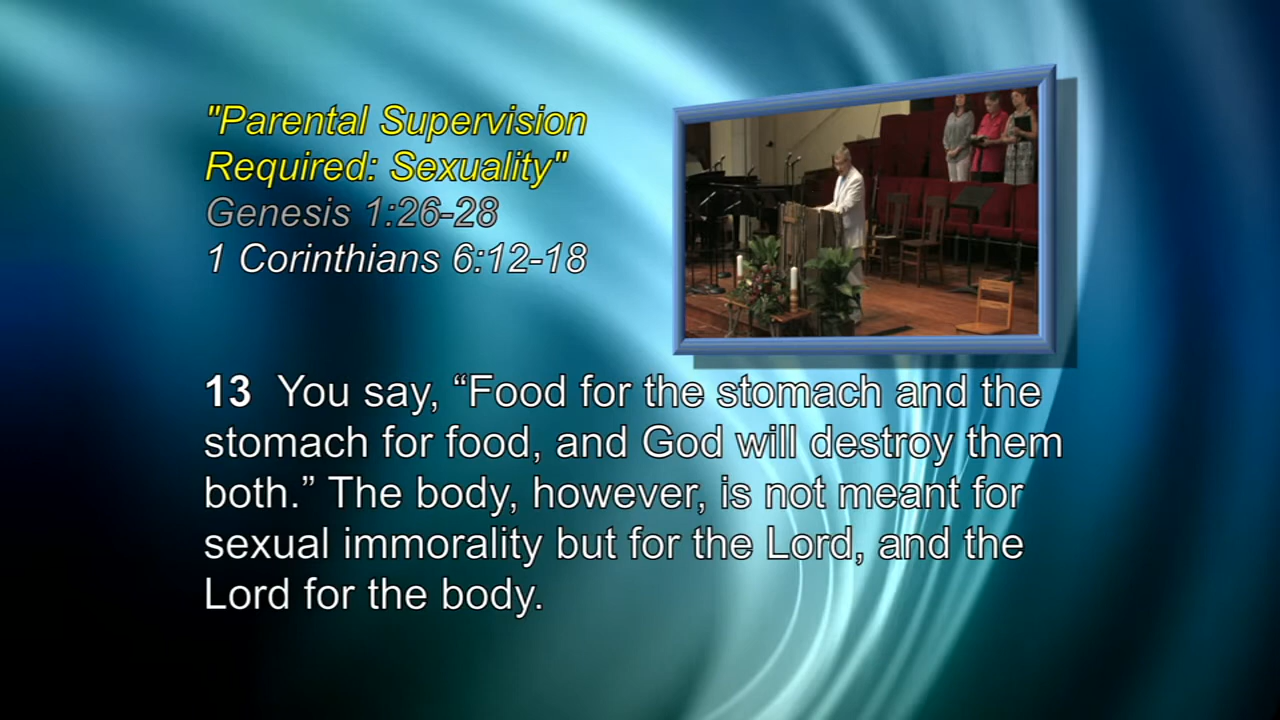 "Parental Supervision
Required: Sexuality"
Genesis 1:26-28
1 Corinthians 6:12-18
13 You say, “Food for the stomach and the
stomach for food, and God will destroy them
both.” The body, however, is not meant for
sexual immorality but for the Lord, and the
Lord for the body.